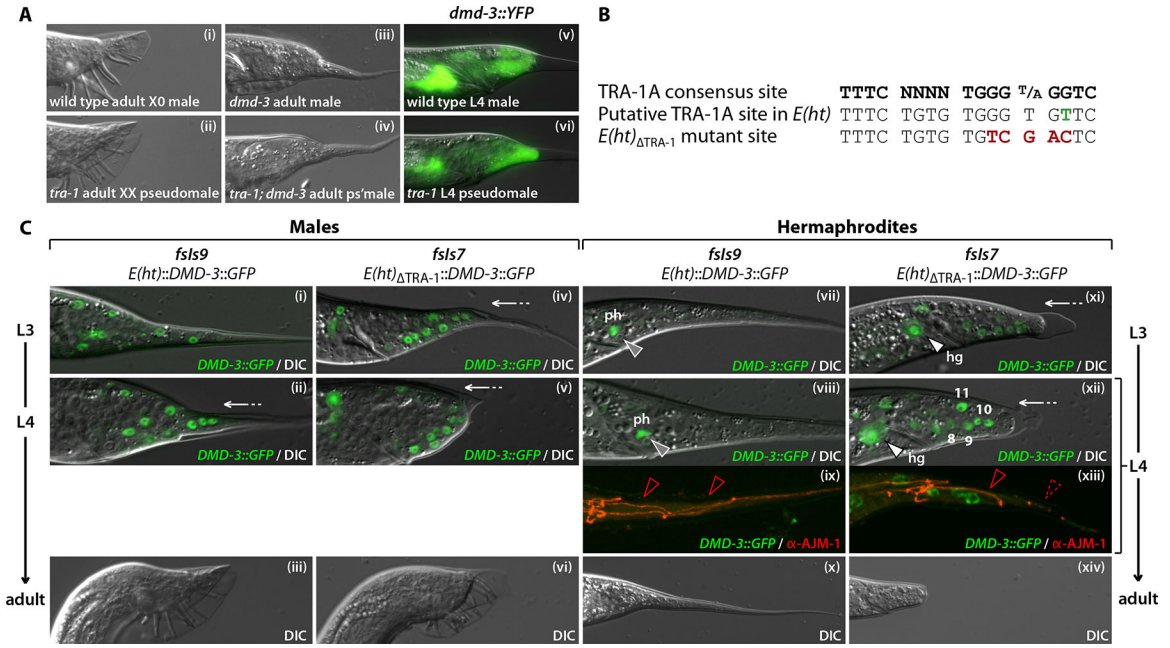 A
dmd-3::YFP
(i)
(iii)
(v)
wild type adult X0 male
dmd-3 adult male
wild type L4 male
(ii)
(iv)
(vi)
tra-1 adult XX pseudomale
tra-1; dmd-3 adult ps'male
tra-1 L4 pseudomale
B
TRA-1A consensus site TTTC NNNN TGGG T/A GGTC
Putative TRA-1A site in E(ht) TTTC TGTG TGGG T GTTC
E(ht)ΔTRA-1 mutant site TTTC TGTG TGTC G ACTC
C
Males
Hermaphrodites
fsIs9
fsIs7
fsIs9
fsIs7
E(ht)::DMD-3::GFP
E(ht)ΔTRA-1::DMD-3::GFP
E(ht)::DMD-3::GFP
E(ht)ΔTRA-1::DMD-3::GFP
L3
(i)
(iv)
(vii)
(xi)
ph
hg
DMD-3::GFP / DIC
DMD-3::GFP / DIC
DMD-3::GFP / DIC
DMD-3::GFP / DIC
L3
L4
(ii)
(v)
(viii)
(xii)
ph
11
10
8
9
hg
DMD-3::GFP / DIC
DMD-3::GFP / DIC
DMD-3::GFP / DIC
DMD-3::GFP / DIC
L4
(ix)
(xiii)
DMD-3::GFP / α-AJM-1
DMD-3::GFP / α-AJM-1
adult
(iii)
(vi)
(x)
(xiv)
DIC
DIC
DIC
DIC
adult